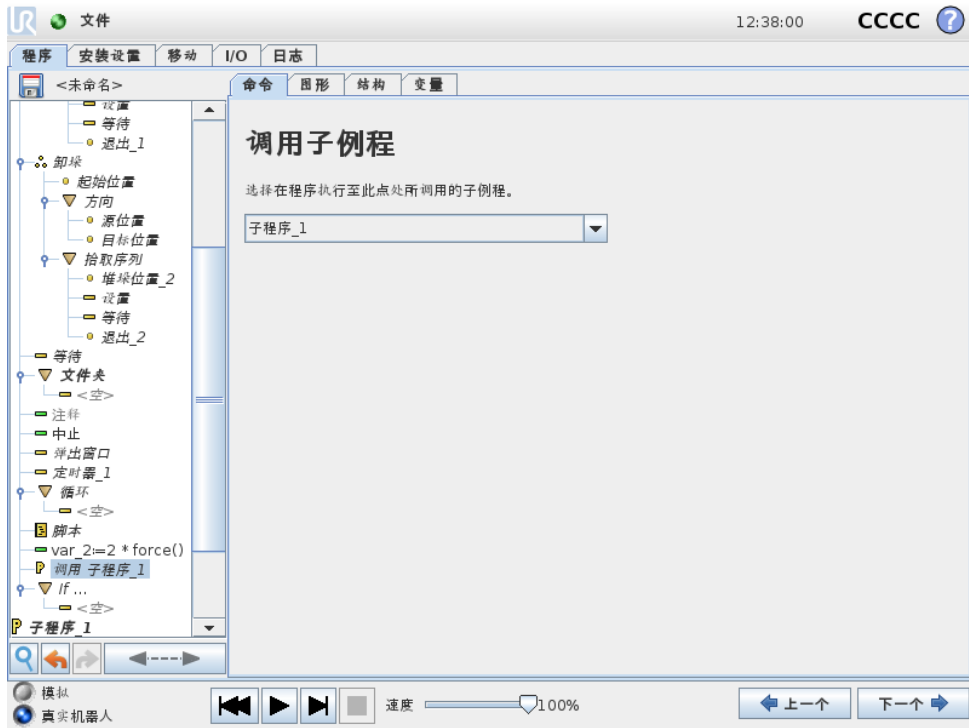 UR 文件 12:38:00 CCCC ?
程序 安装设置 移动 I/O 日志
<未命名> 命令 图形 结构 变量
设置
等待
退出_1
卸垛
起始位置
方向
源位置
目标位置
拾取序列
堆垛位置_2
设置
等待
退出_2
等待
文件夹
<空>
注释
中止
弹出窗口
定时器_1
循环
<空>
脚本
var_2:=2 * force()
调用 子程序_1
If ...
<空>
子程序_1
调用子例程
选择在程序执行至此点处所调用的子例程。
子程序_1
模拟
真实机器人
速度 100%
上一个 下一个